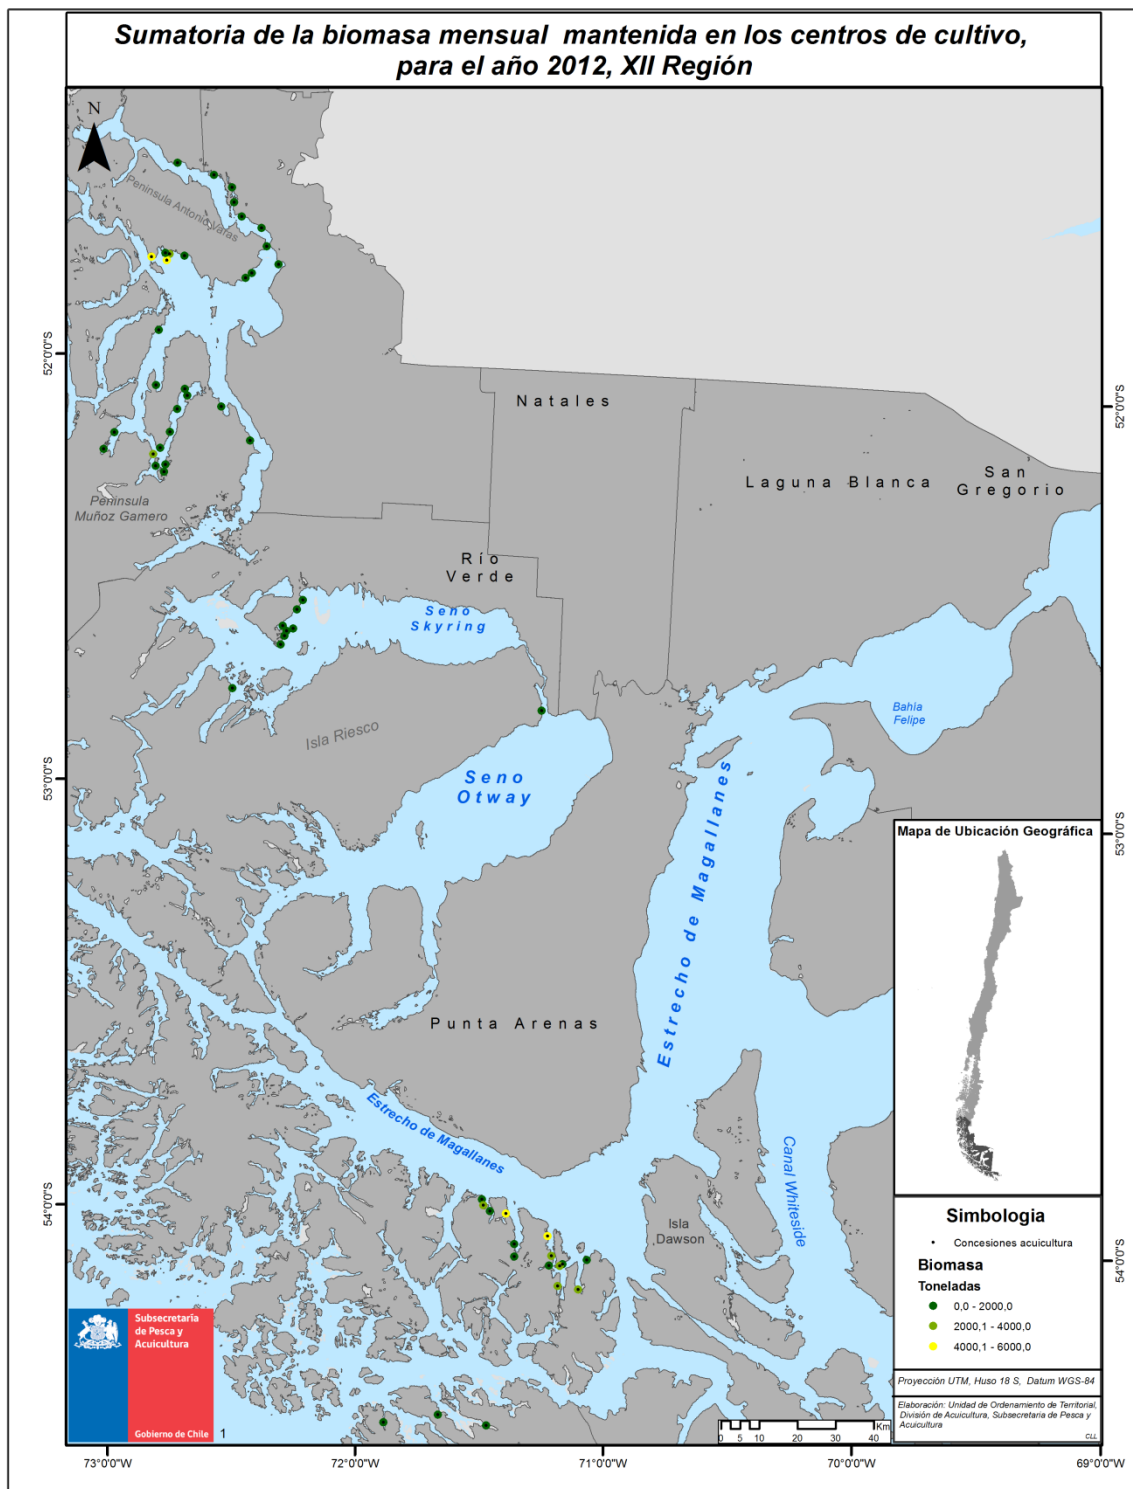 Sumatoria de la biomasa mensual mantenida en los centros de cultivo,
para el año 2012, XII Región
N
Peninsula Antonio Varas
52°0'0"S
52°0'0"S
Natales
Laguna Blanca
San
Gregorio
Peninsula
Muñoz Gamero
Río
Verde
Seno
Skyring
Bahia
Felipe
Isla Riesco
Seno
Otway
53°0'0"S
53°0'0"S
Estrecho de Magallanes
Mapa de Ubicación Geográfica
Punta Arenas
Estrecho de Magallanes
Canal Whiteside
54°0'0"S
54°0'0"S
Isla
Dawson
Simbologia
Concesiones acuicultura
Biomasa
Toneladas
0,0 - 2000,0
2000,1 - 4000,0
4000,1 - 6000,0
Subsecretaría
de Pesca y
Acuicultura
Gobierno de Chile
1
Proyección UTM, Huso 18 S, Datum WGS-84
Elaboración: Unidad de Ordenamiento de Territorial,
División de Acuicultura, Subsecretaria de Pesca y
Acuicultura
CLL
Km
0 5 10 20 30 40
73°0'0"W
72°0'0"W
71°0'0"W
70°0'0"W
69°0'0"W